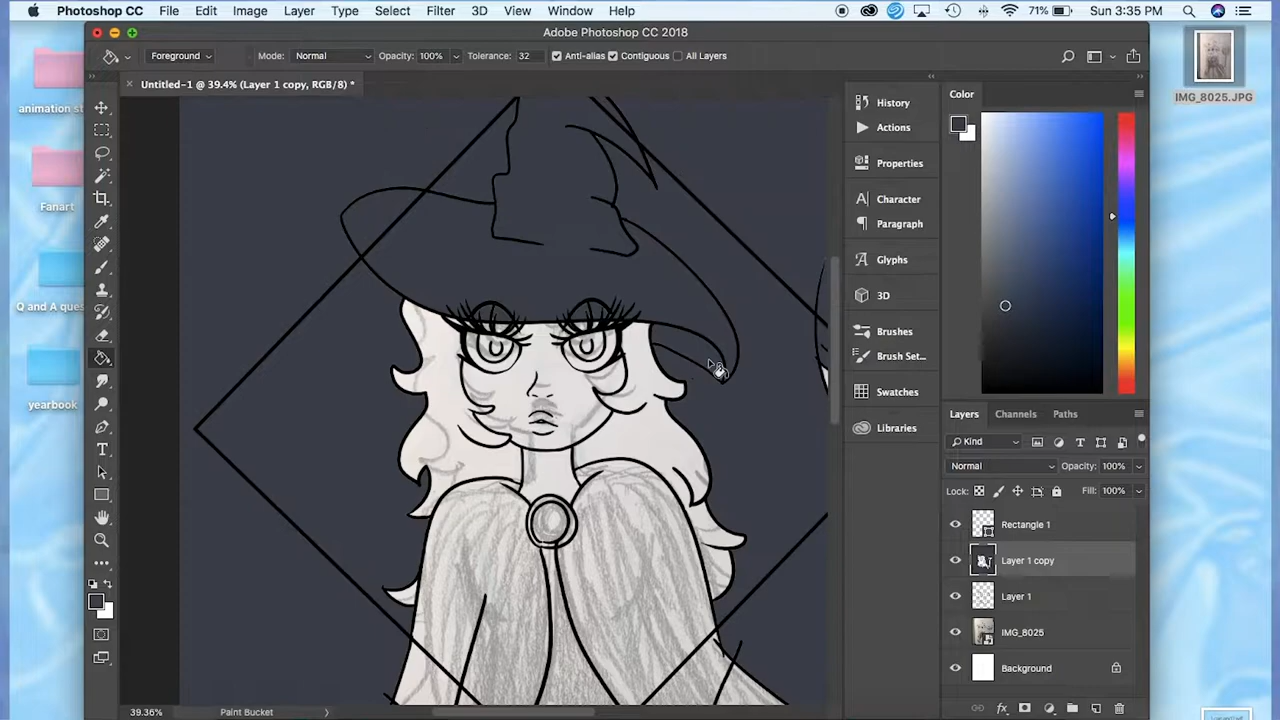 Photoshop CC File Edit Image Layer Type Select Filter 3D View Window Help 71% Sun 3:35 PM
Adobe Photoshop CC 2018
Foreground Mode: Normal Opacity: 100% Tolerance: 32 Anti-alias Contiguous All Layers
Untitled-1 @ 39.4% (Layer 1 copy, RGB/8) *
animation st
Fanart
Q and A ques
yearbook
History
Actions
Properties
Character
Paragraph
Glyphs
3D
Brushes
Brush Set...
Swatches
Libraries
Color
Layers Channels Paths
Kind
Normal Opacity: 100%
Lock: Fill: 100%
Rectangle 1
Layer 1 copy
Layer 1
IMG_8025
Background
IMG_8025.JPG
39.36% Paint Bucket